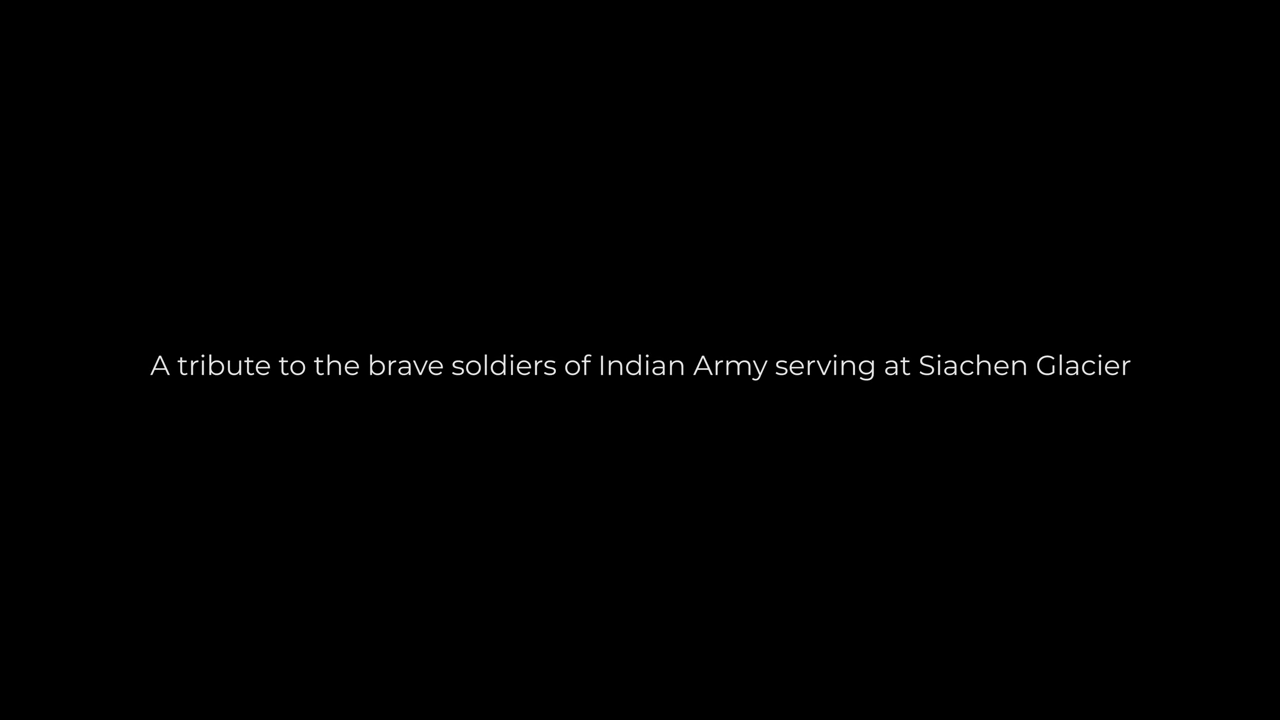 A tribute to the brave soldiers of Indian Army serving at Siachen Glacier